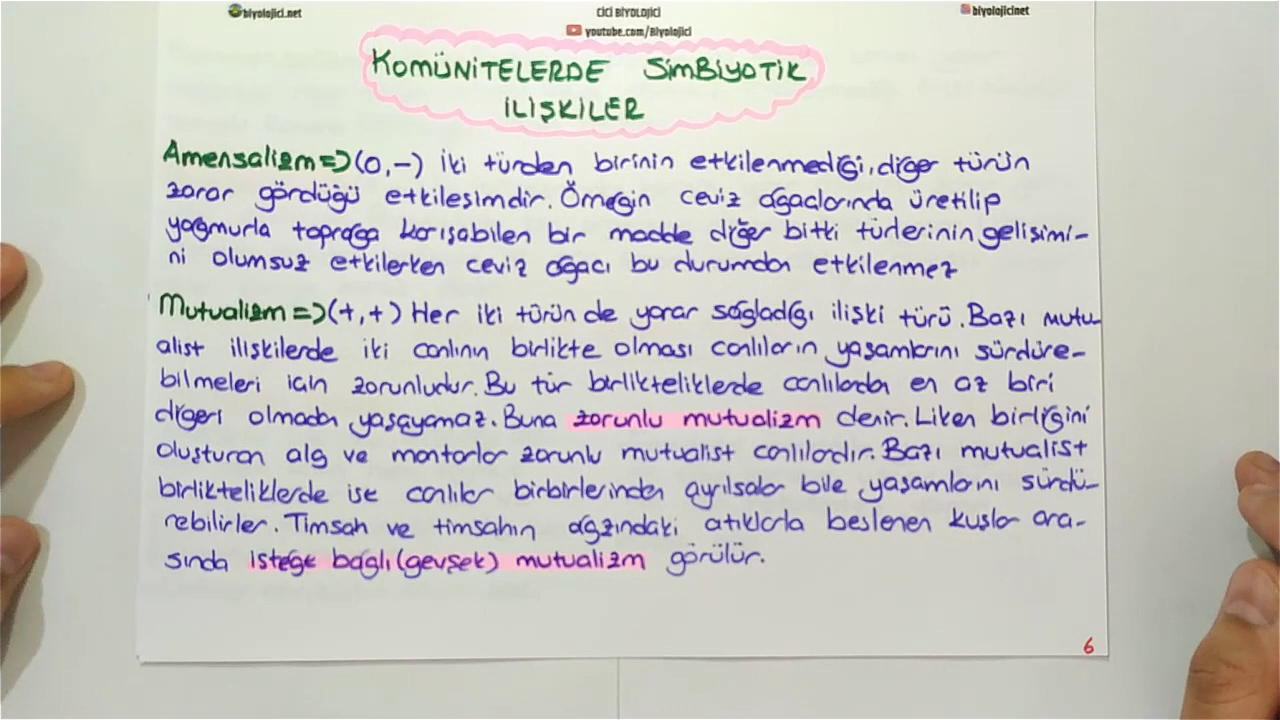 biyolojici.net
CİCİ BİYOLOJİCİ
biyolojicinet
youtube.com/Biyolojici
KOMÜNİTELERDE SİMBİYOTİK
İLİŞKİLER
Amensalizm => (0,-) İki türden birinin etkilenmediği, diğer türün
zarar gördüğü etkileşimdir. Örneğin ceviz ağaçlarında üretilip
yağmurla toprağa karışabilen bir madde diğer bitki türlerinin gelişimi-
ni olumsuz etkilerken ceviz ağacı bu durumdan etkilenmez
Mutualizm => (+,+) Her iki türün de yarar sağladığı ilişki türü. Bazı mutu-
alist ilişkilerde iki canlının birlikte olması canlıların yaşamlarını sürdüre-
bilmeleri için zorunludur. Bu tür birlikteliklerde canlılardan en az biri
diğeri olmadan yaşayamaz. Buna zorunlu mutualizm denir. Liken birliğini
oluşturan alg ve mantarlar zorunlu mutualist canlılardır. Bazı mutualist
birlikteliklerde ise canlılar birbirlerinden ayrılsalar bile yaşamlarını sürdü-
rebilirler. Timsah ve timsahın ağzındaki atıklarla beslenen kuşlar ara-
sında isteğe bağlı (gevşek) mutualizm görülür.
6